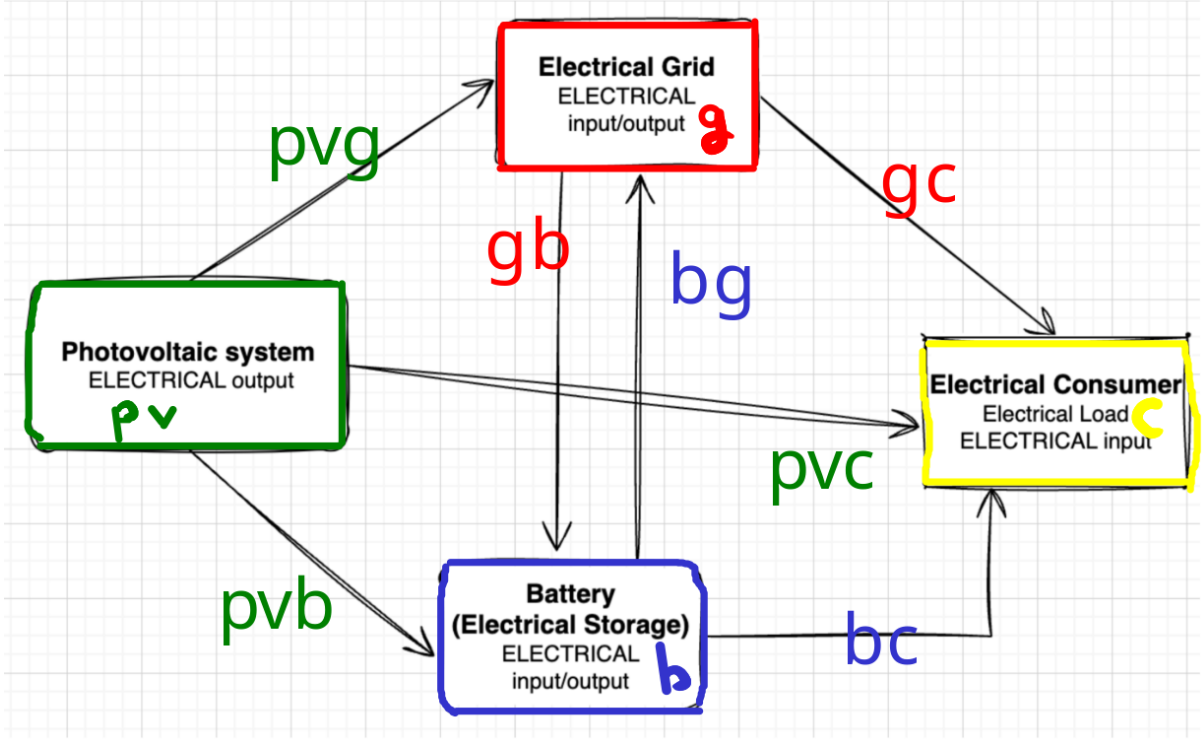 Electrical Grid
ELECTRICAL
input/output
g
pvg
gc
gb
bg
Photovoltaic system
ELECTRICAL output
pv
Electrical Consumer
Electrical Load
C
ELECTRICAL input
pvc
pvb
Battery
(Electrical Storage)
ELECTRICAL
input/output
b
bc